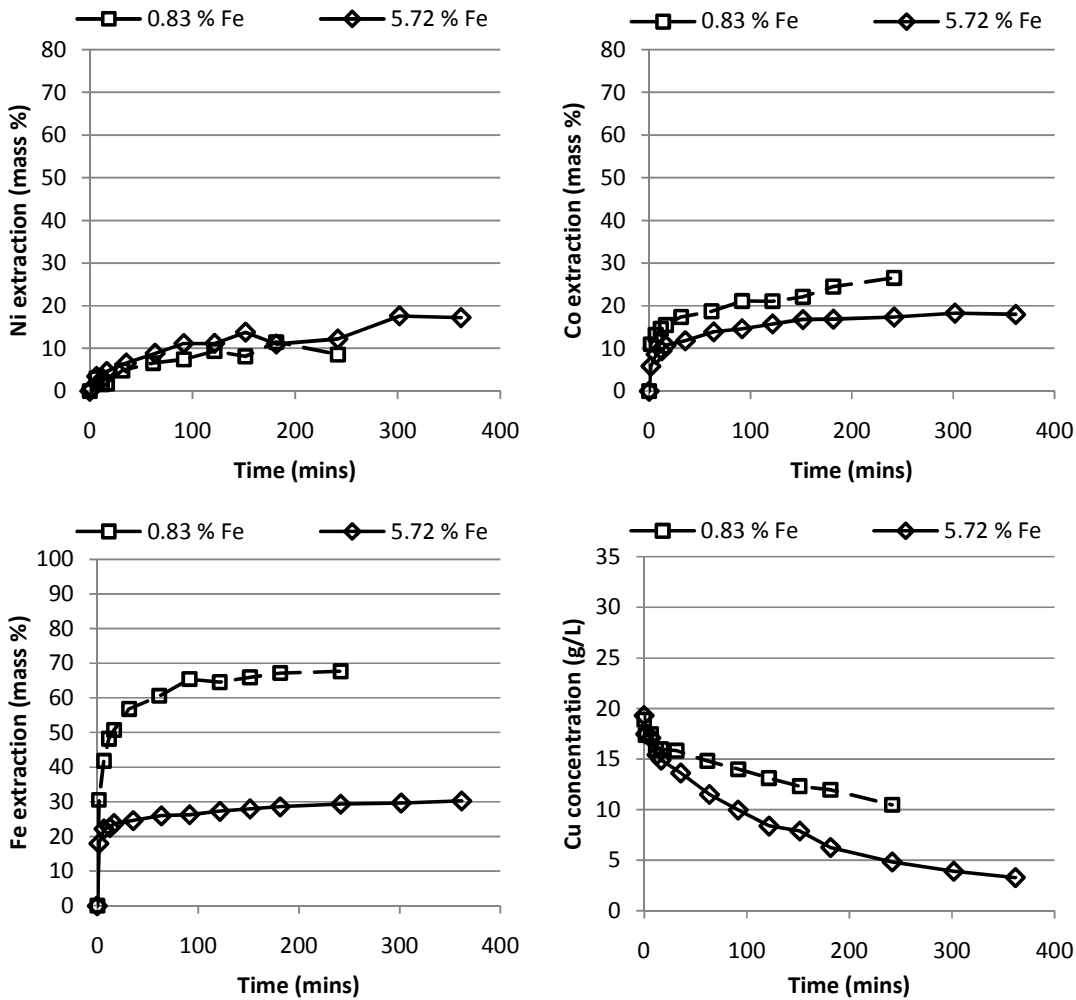 0.83 % Fe 5.72 % Fe
Ni extraction (mass %)
80
70
60
50
40
30
20
10
0
0 100 200 300 400
Time (mins)
0.83 % Fe 5.72 % Fe
Co extraction (mass %)
80
70
60
50
40
30
20
10
0
0 100 200 300 400
Time (mins)
0.83 % Fe 5.72 % Fe
Fe extraction (mass %)
100
90
80
70
60
50
40
30
20
10
0
0 100 200 300 400
Time (mins)
0.83 % Fe 5.72 % Fe
Cu concentration (g/L)
35
30
25
20
15
10
5
0
0 100 200 300 400
Time (mins)